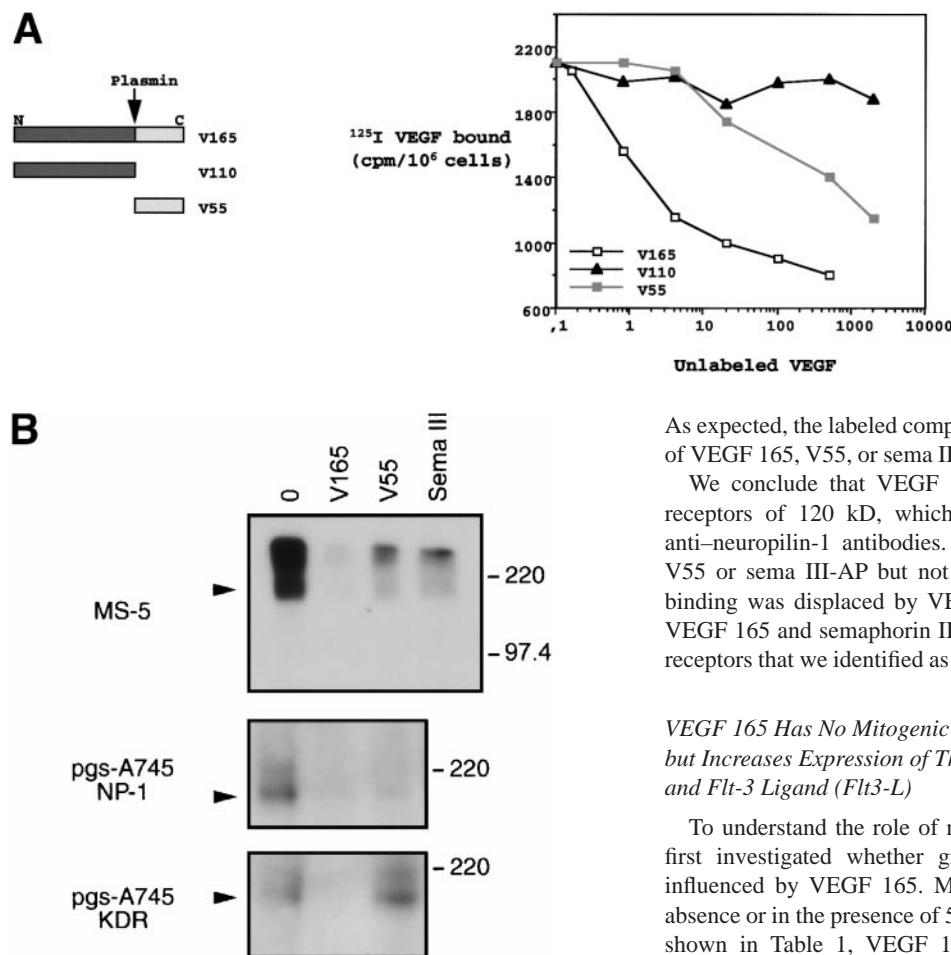 A
Plasmin
N C
V165
V110
V55
125I VEGF bound
(cpm/10⁶ cells)
2200
1800
1400
1000
600
V165
V110
V55
,1 1 10 100 1000 10000
Unlabeled VEGF
B
0 V165 V55 Sema III
MS-5
- 220
- 97.4
pgs-A745
NP-1
- 220
pgs-A745
KDR
- 220
As expected, the labeled comp
of VEGF 165, V55, or sema II
We conclude that VEGF
receptors of 120 kD, which
anti–neuropilin-1 antibodies.
V55 or sema III-AP but not
binding was displaced by VE
VEGF 165 and semaphorin II
receptors that we identified as
VEGF 165 Has No Mitogenic
but Increases Expression of Th
and Flt-3 Ligand (Flt3-L)
To understand the role of n
first investigated whether g
influenced by VEGF 165. M
absence or in the presence of 5
shown in Table 1, VEGF 1